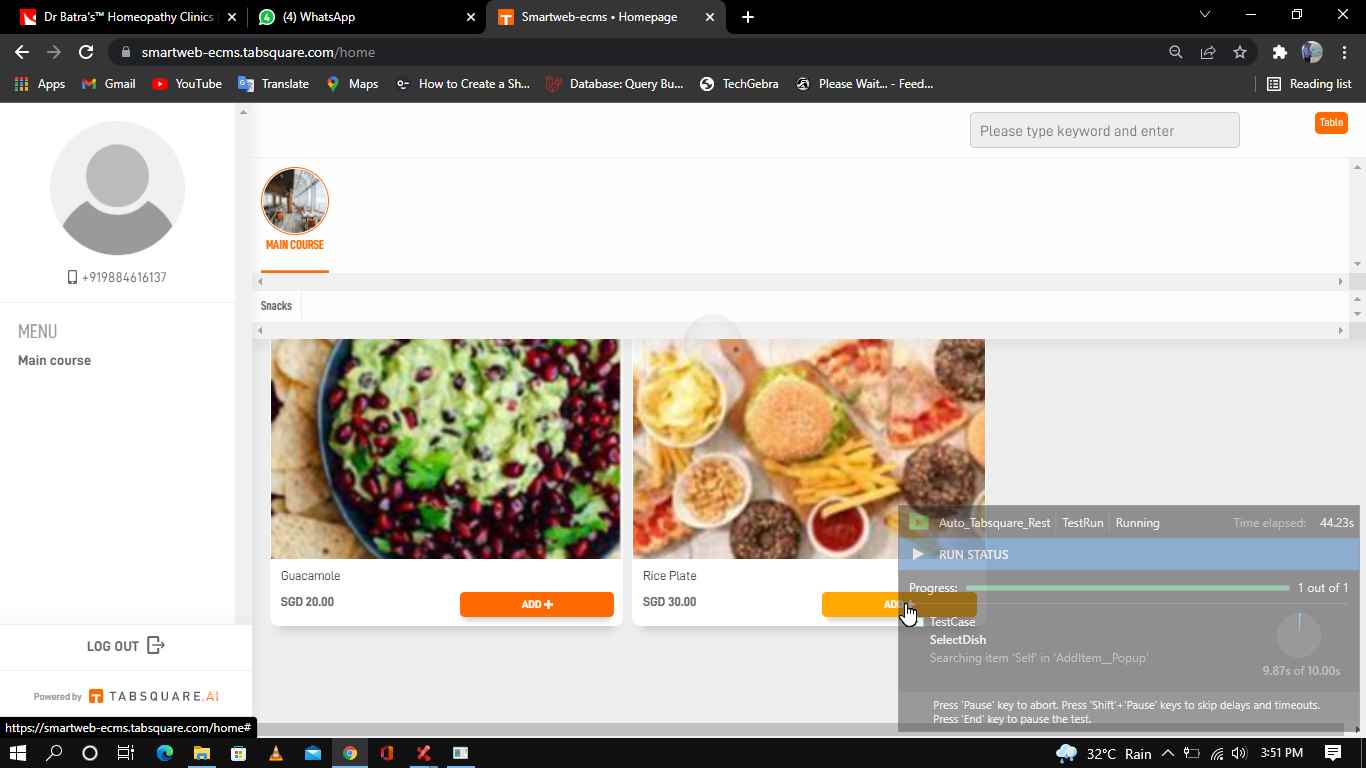 Dr Batra's™ Homeopathy Clinics
(4) WhatsApp
Smartweb-ecms • Homepage
smartweb-ecms.tabsquare.com/home
Apps
Gmail
YouTube
Translate
Maps
How to Create a Sh...
Database: Query Bu...
TechGebra
Please Wait... - Feed...
Reading list
Please type keyword and enter
Table
MAIN COURSE
+919884616137
Snacks
MENU
Main course
Guacamole
SGD 20.00
ADD +
Rice Plate
SGD 30.00
Auto_Tabsquare_Rest TestRun Running Time elapsed: 44.23s
RUN STATUS
Progress: 1 out of 1
TestCase
SelectDish
Searching item 'Self' in 'AddItem__Popup'
9.87s of 10.00s
Press 'Pause' key to abort. Press 'Shift'+'Pause' keys to skip delays and timeouts.
Press 'End' key to pause the test.
LOG OUT
Powered by TABSQUARE.AI
https://smartweb-ecms.tabsquare.com/home#
32°C Rain
3:51 PM